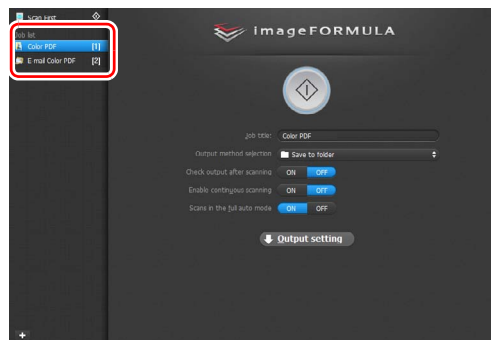 Scan First
Job list
Color PDF [1]
E-mail Color PDF [2]
imageFORMULA
Job title: Color PDF
Output method selection Save to folder
Check output after scanning ON OFF
Enable continuous scanning ON OFF
Scans in the full auto mode ON OFF
Output setting
+